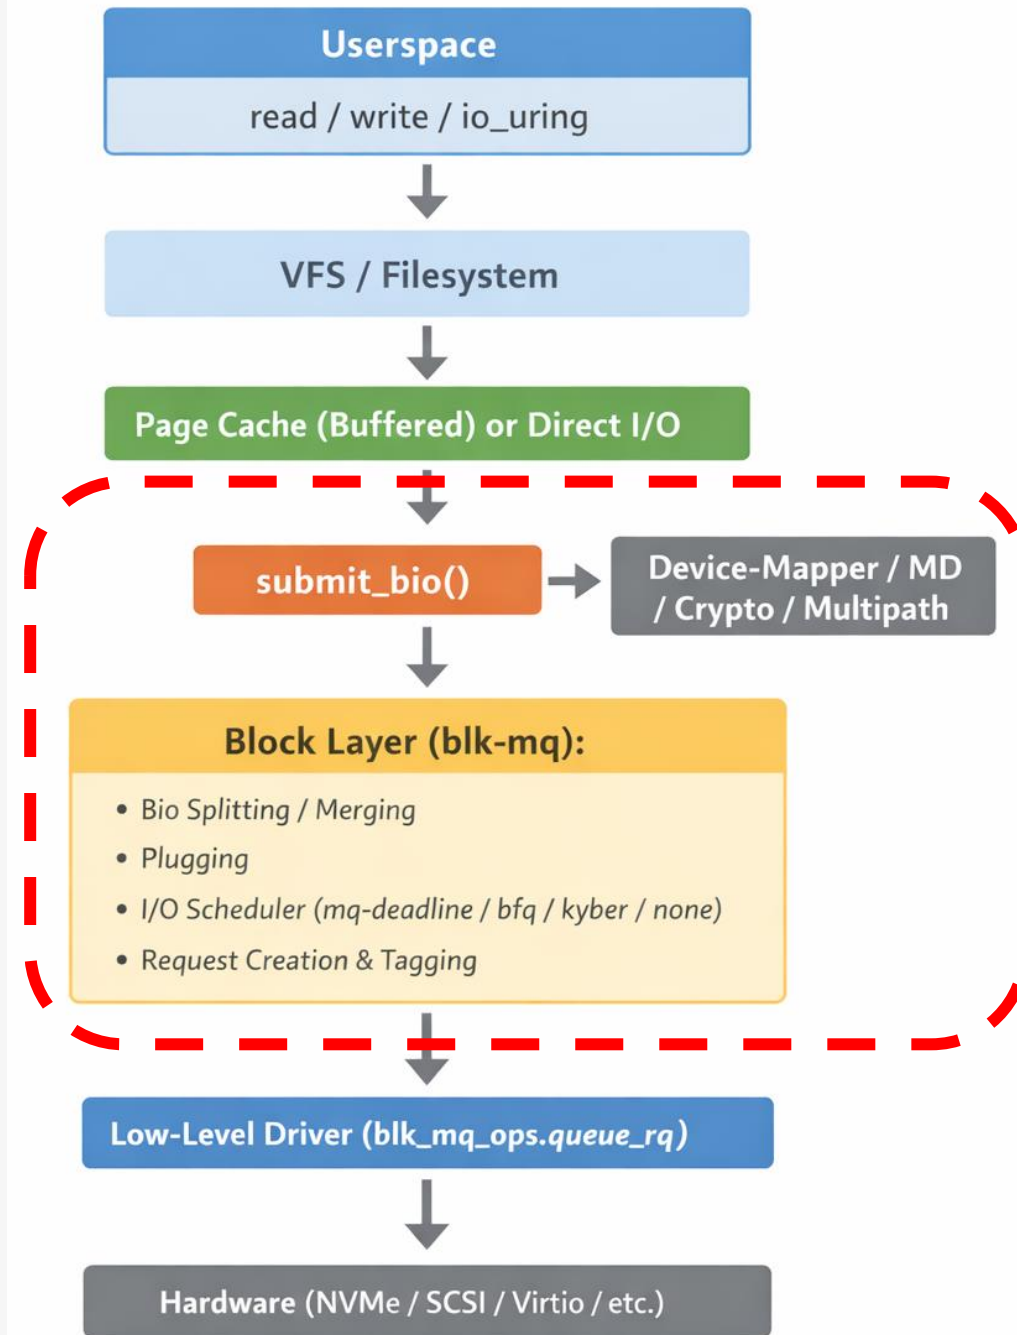 Userspace
read / write / io_uring
VFS / Filesystem
Page Cache (Buffered) or Direct I/O
submit_bio()
Device-Mapper / MD
/ Crypto / Multipath
Block Layer (blk-mq):
• Bio Splitting / Merging
• Plugging
• I/O Scheduler (mq-deadline / bfq / kyber / none)
• Request Creation & Tagging
Low-Level Driver (blk_mq_ops.queue_rq)
Hardware (NVMe / SCSI / Virtio / etc.)